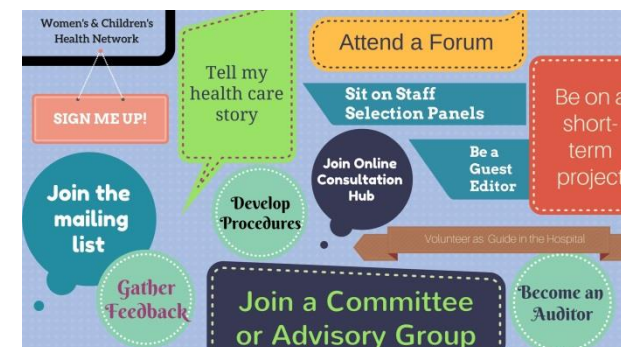 Women's & Children's
Health Network
SIGN ME UP!
Tell my
health care
story
Attend a Forum
Sit on Staff
Selection Panels
Be on a
short-
term
project
Be a
Guest
Editor
Join Online
Consultation
Hub
Join the
mailing
list
Develop
Procedures
Volunteer as Guide in the Hospital
Gather
Feedback
Join a Committee
or Advisory Group
Become an
Auditor